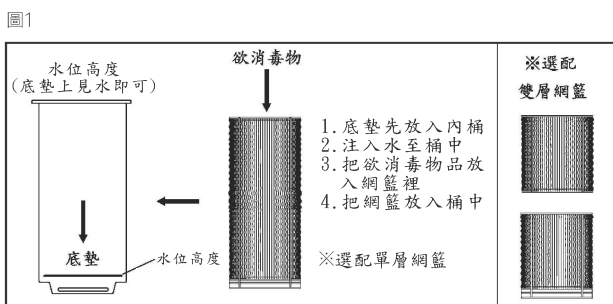 圖1
水位高度
(底墊上見水即可)
底墊
水位高度
欲消毒物
1.底墊先放入內桶
2.注入水至桶中
3.把欲消毒物品放
入網籃裡
4.把網籃放入桶中
※選配單層網籃
※選配
雙層網籃